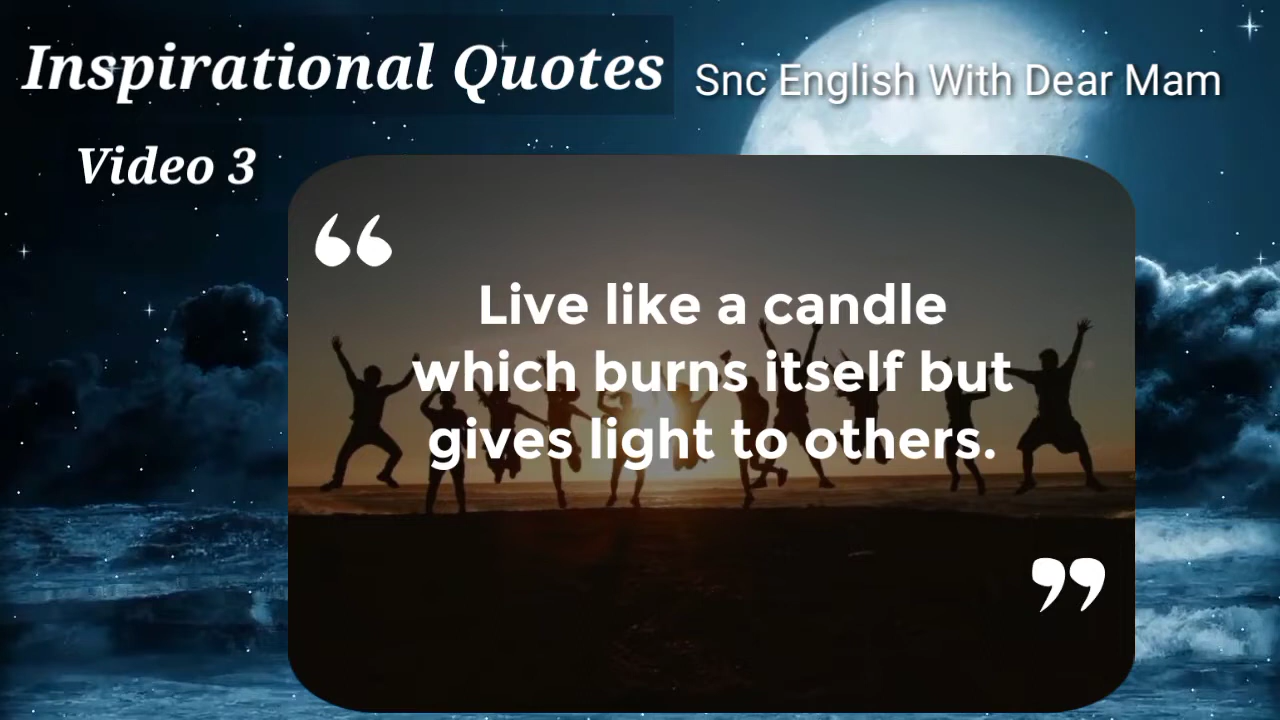 Inspirational Quotes
Snc English With Dear Mam
Video 3
“
Live like a candle
which burns itself but
gives light to others.
”